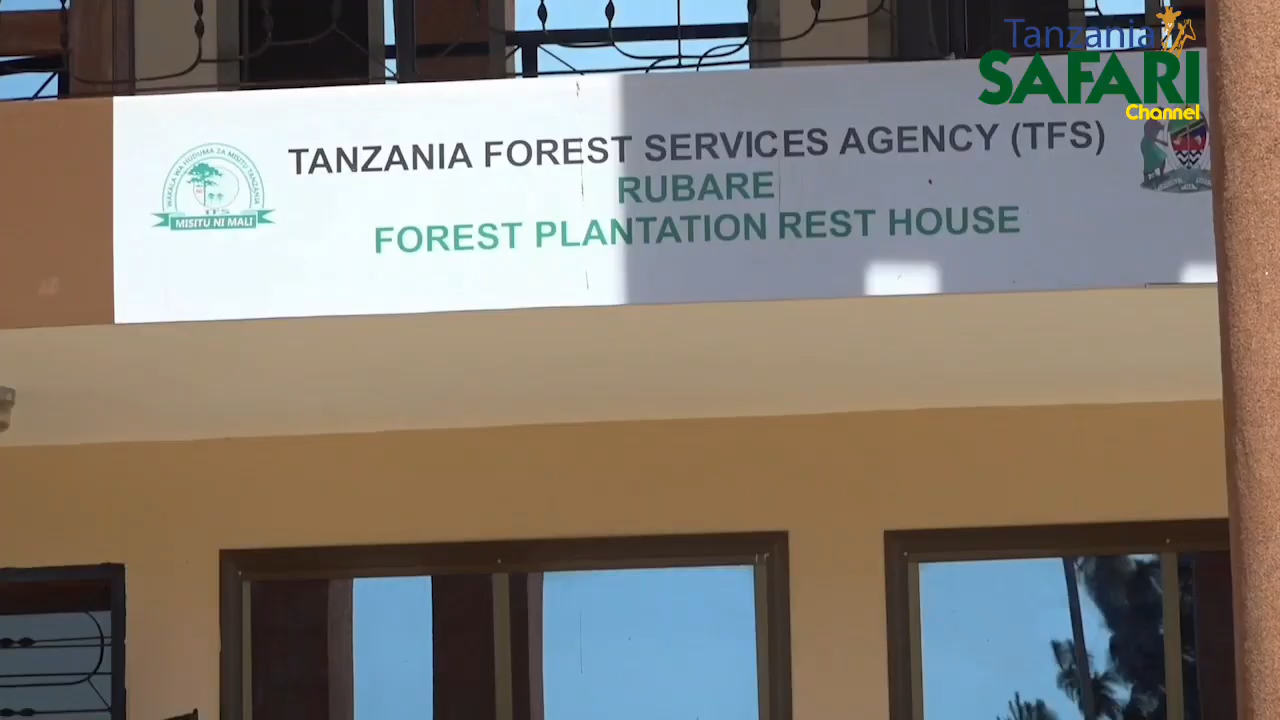 Tanzania
SAFARI
Channel
TANZANIA FOREST SERVICES AGENCY (TFS)
RUBARE
FOREST PLANTATION REST HOUSE
WAKALA WA HUDUMA ZA MISITU TANZANIA
TFS
MISITU NI MALI